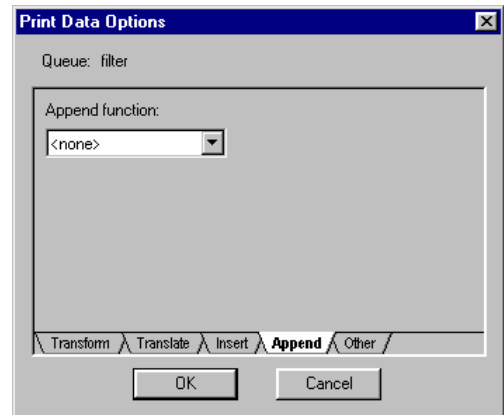 Print Data Options
Queue: filter
Append function:
<none>
Transform Translate Insert Append Other
OK Cancel